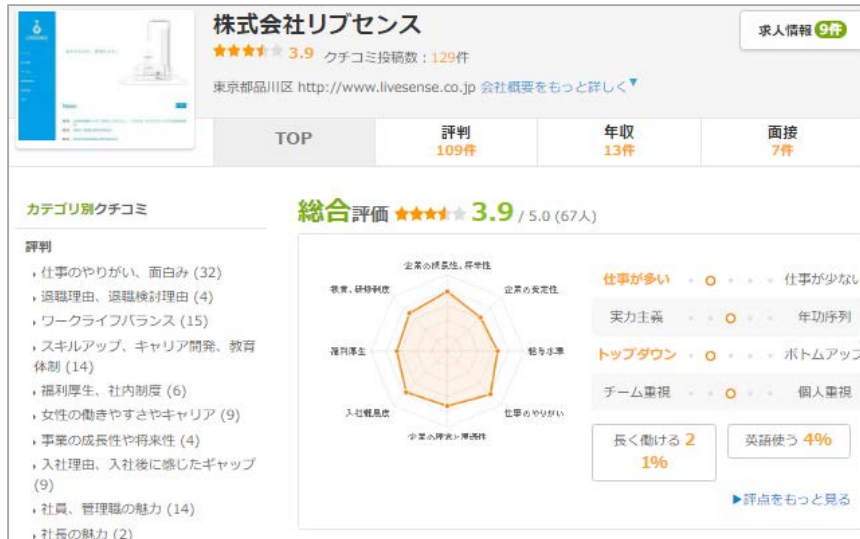 株式会社リブセンス
3.9 クチコミ投稿数：129件
求人情報 9件
東京都品川区 http://www.livesense.co.jp 会社概要をもっと詳しく▼
TOP
評判
109件
年収
13件
面接
7件
カテゴリ別クチコミ
評判
仕事のやりがい、面白み (32)
退職理由、退職検討理由 (4)
ワークライフバランス (15)
スキルアップ、キャリア開発、教育
体制 (14)
福利厚生、社内制度 (6)
女性の働きやすさやキャリア (9)
事業の成長性や将来性 (4)
入社理由、入社後に感じたギャップ
(9)
社員、管理職の魅力 (14)
社長の魅力 (2)
総合評価 3.9 / 5.0 (67人)
企業の成長性、将来性
教育、研修制度
企業の安定性
福利厚生
給与水準
入社難易度
仕事のやりがい
仕事が多い 仕事が少ない
実力主義 年功序列
トップダウン ボトムアップ
チーム重視 個人重視
長く働ける 2
1%
英語使う 4%
▶評点をもっと見る